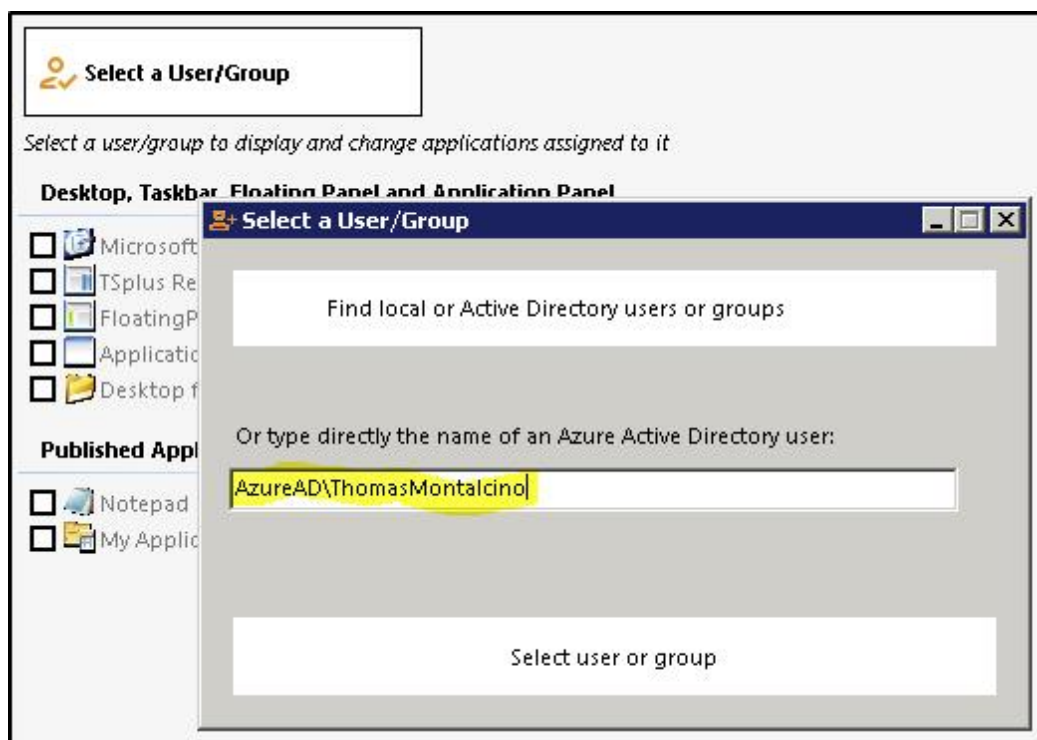 Select a User/Group
Select a user/group to display and change applications assigned to it
Desktop, Taskbar, Floating Panel and Application Panel
Select a User/Group
Microsoft
TSplus Re
Find local or Active Directory users or groups
FloatingP
Applicatio
Desktop f
Or type directly the name of an Azure Active Directory user:
Published Appl
AzureAD\ThomasMontalcino
Notepad
My Applic
Select user or group